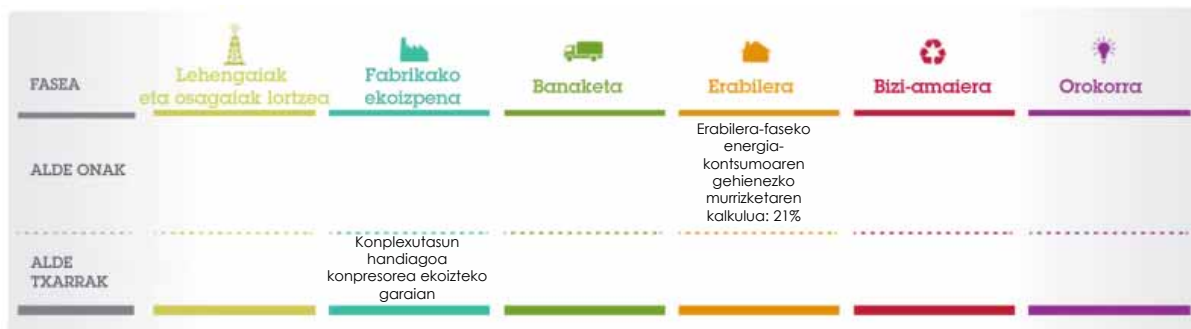 FASEA
Lehengaiak
eta osagaiak lortzea
Fabrikako
ekoizpena
Banaketa
Erabilera
Bizi-amaiera
Orokorra
ALDE ONAK
Erabilera-faseko
energia-
kontsumoaren
gehienezko
murrizketaren
kalkulua: 21%
ALDE
TXARRAK
Konplexutasun
handiagoa
konpresorea ekoizteko
garaian